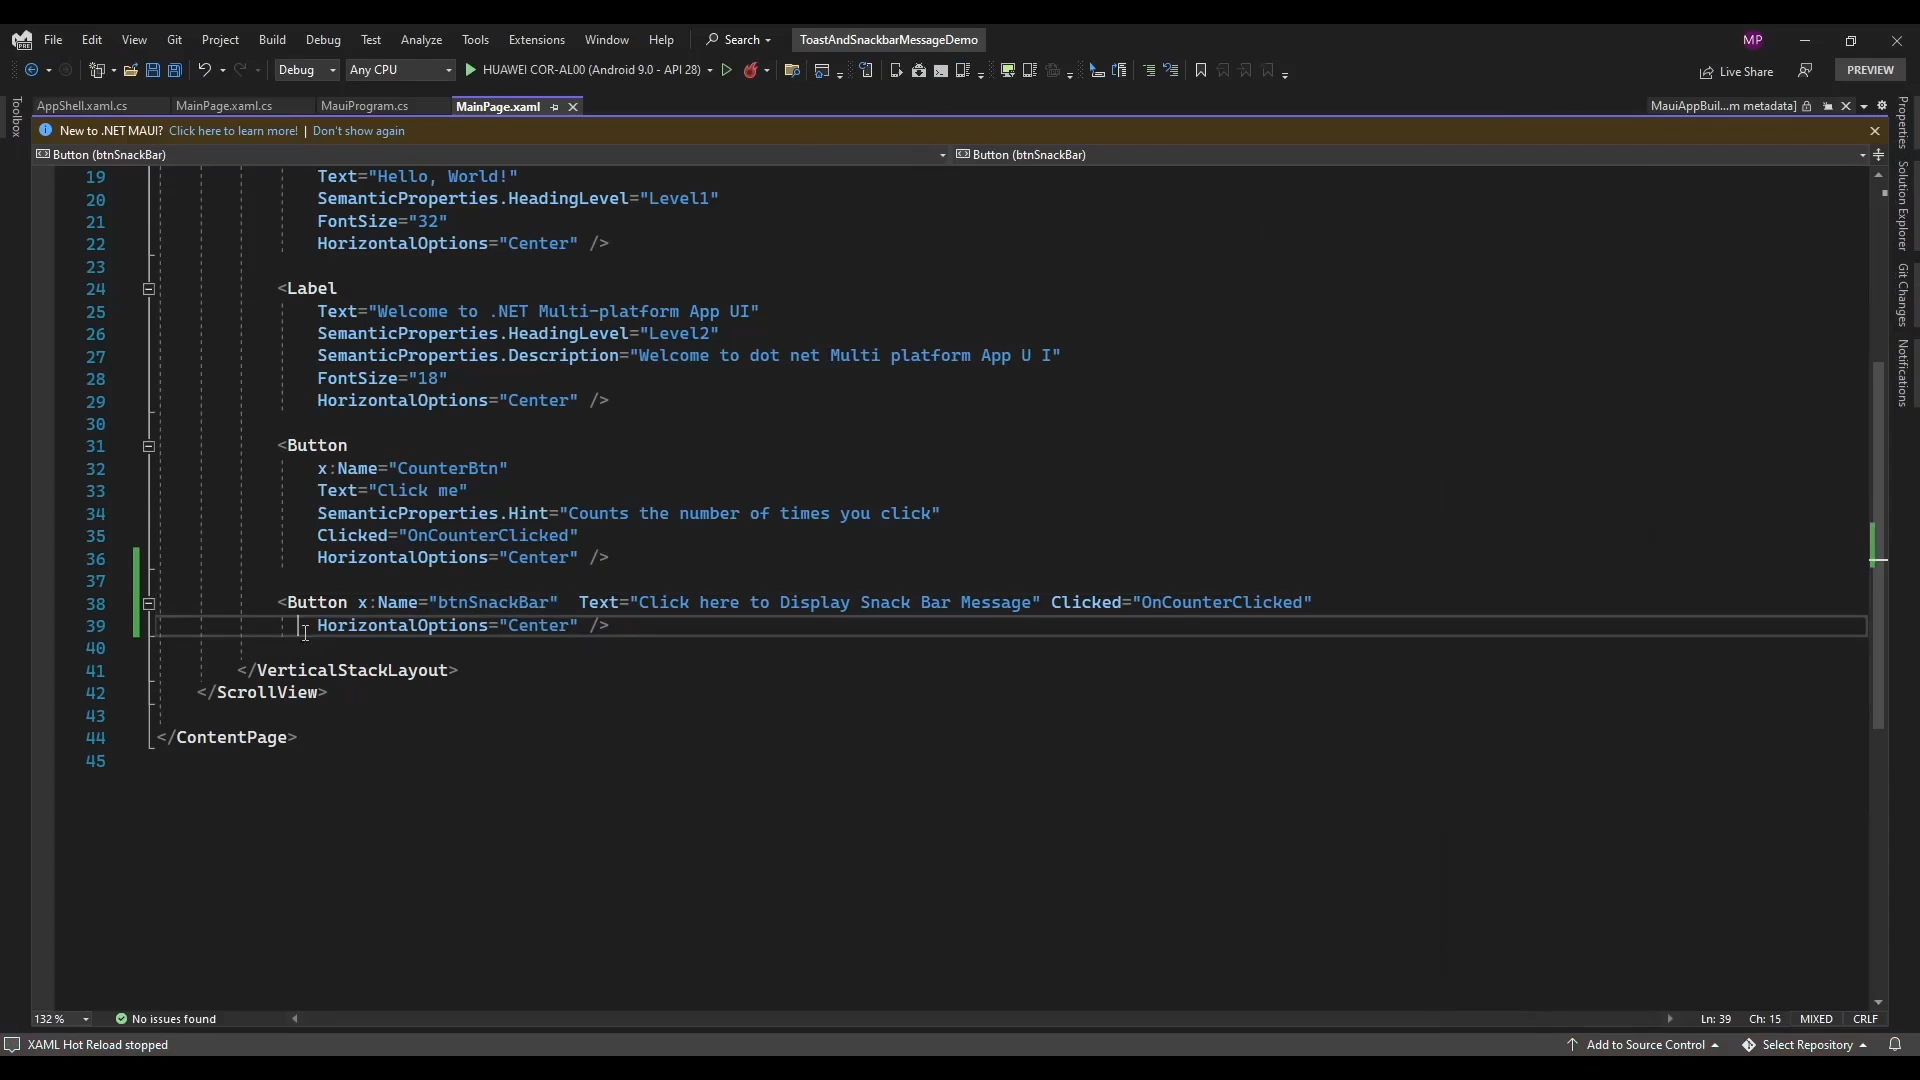 File Edit View Git Project Build Debug Test Analyze Tools Extensions Window Help Search ToastAndSnackbarMessageDemo MP
Debug Any CPU HUAWEI COR-AL00 (Android 9.0 - API 28) Live Share PREVIEW
AppShell.xaml.cs MainPage.xaml.cs MauiProgram.cs MainPage.xaml MauiAppBuil...m metadata]
New to .NET MAUI? Click here to learn more! | Don't show again
Button (btnSnackBar) Button (btnSnackBar)
Toolbox
Properties
Solution Explorer
Git Changes
Notifications
19 Text="Hello, World!"
20 SemanticProperties.HeadingLevel="Level1"
21 FontSize="32"
22 HorizontalOptions="Center" />
23
24 <Label
25 Text="Welcome to .NET Multi-platform App UI"
26 SemanticProperties.HeadingLevel="Level2"
27 SemanticProperties.Description="Welcome to dot net Multi platform App U I"
28 FontSize="18"
29 HorizontalOptions="Center" />
30
31 <Button
32 x:Name="CounterBtn"
33 Text="Click me"
34 SemanticProperties.Hint="Counts the number of times you click"
35 Clicked="OnCounterClicked"
36 HorizontalOptions="Center" />
37
38 <Button x:Name="btnSnackBar"  Text="Click here to Display Snack Bar Message" Clicked="OnCounterClicked"
39 HorizontalOptions="Center" />
40
41 </VerticalStackLayout>
42 </ScrollView>
43
44 </ContentPage>
45
132 % No issues found Ln: 39 Ch: 15 MIXED CRLF
XAML Hot Reload stopped Add to Source Control Select Repository